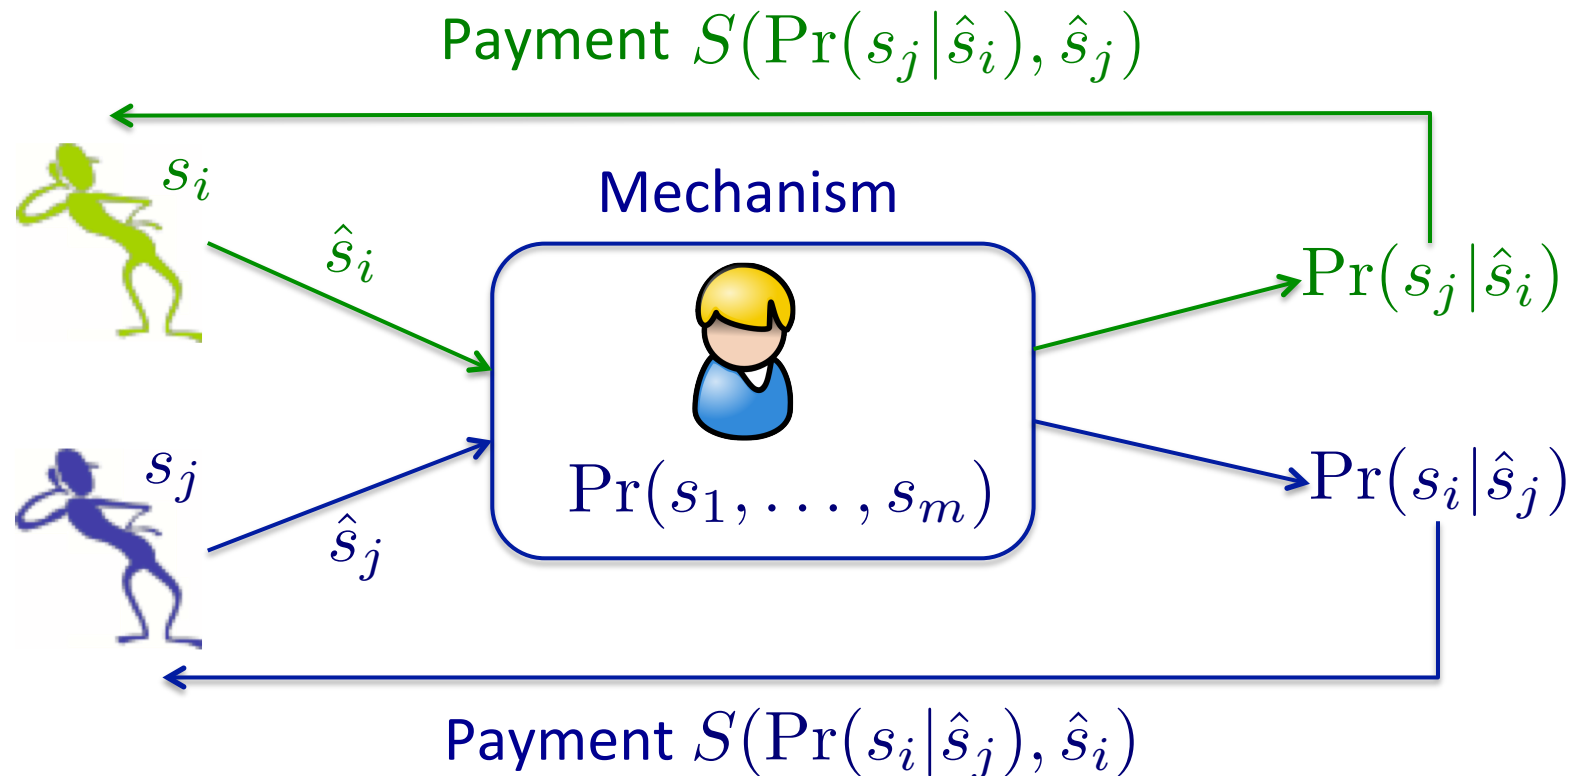 Payment S(Pr(s_j|ŝ_i), ŝ_j)
s_i
Mechanism
ŝ_i
Pr(s_j|ŝ_i)
s_j
Pr(s_1, . . . , s_m)
Pr(s_i|ŝ_j)
ŝ_j
Payment S(Pr(s_i|ŝ_j), ŝ_i)